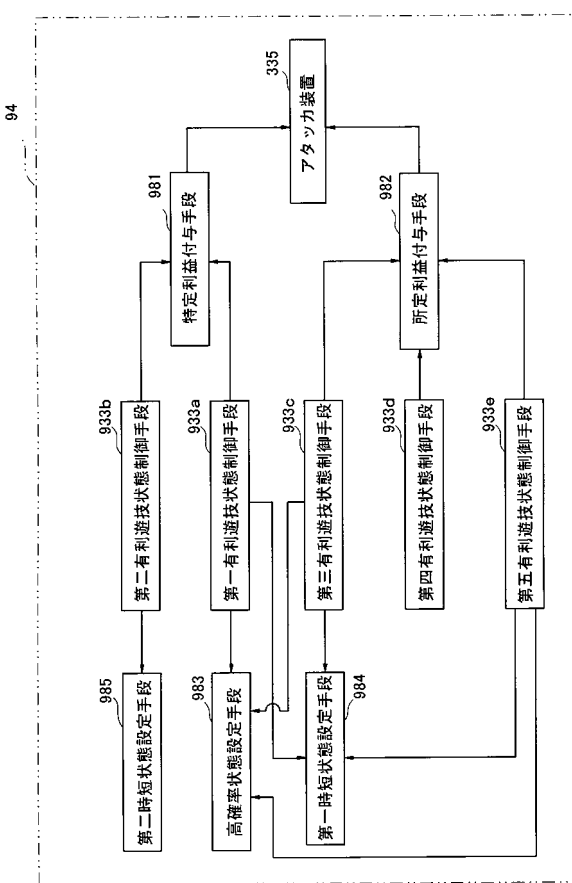 94
335
アタッカ装置
981
特定利益付与手段
982
所定利益付与手段
933b
第二有利遊技状態制御手段
933a
第一有利遊技状態制御手段
933c
第三有利遊技状態制御手段
933d
第四有利遊技状態制御手段
933e
第五有利遊技状態制御手段
985
第二時短状態設定手段
983
高確率状態設定手段
984
第一時短状態設定手段